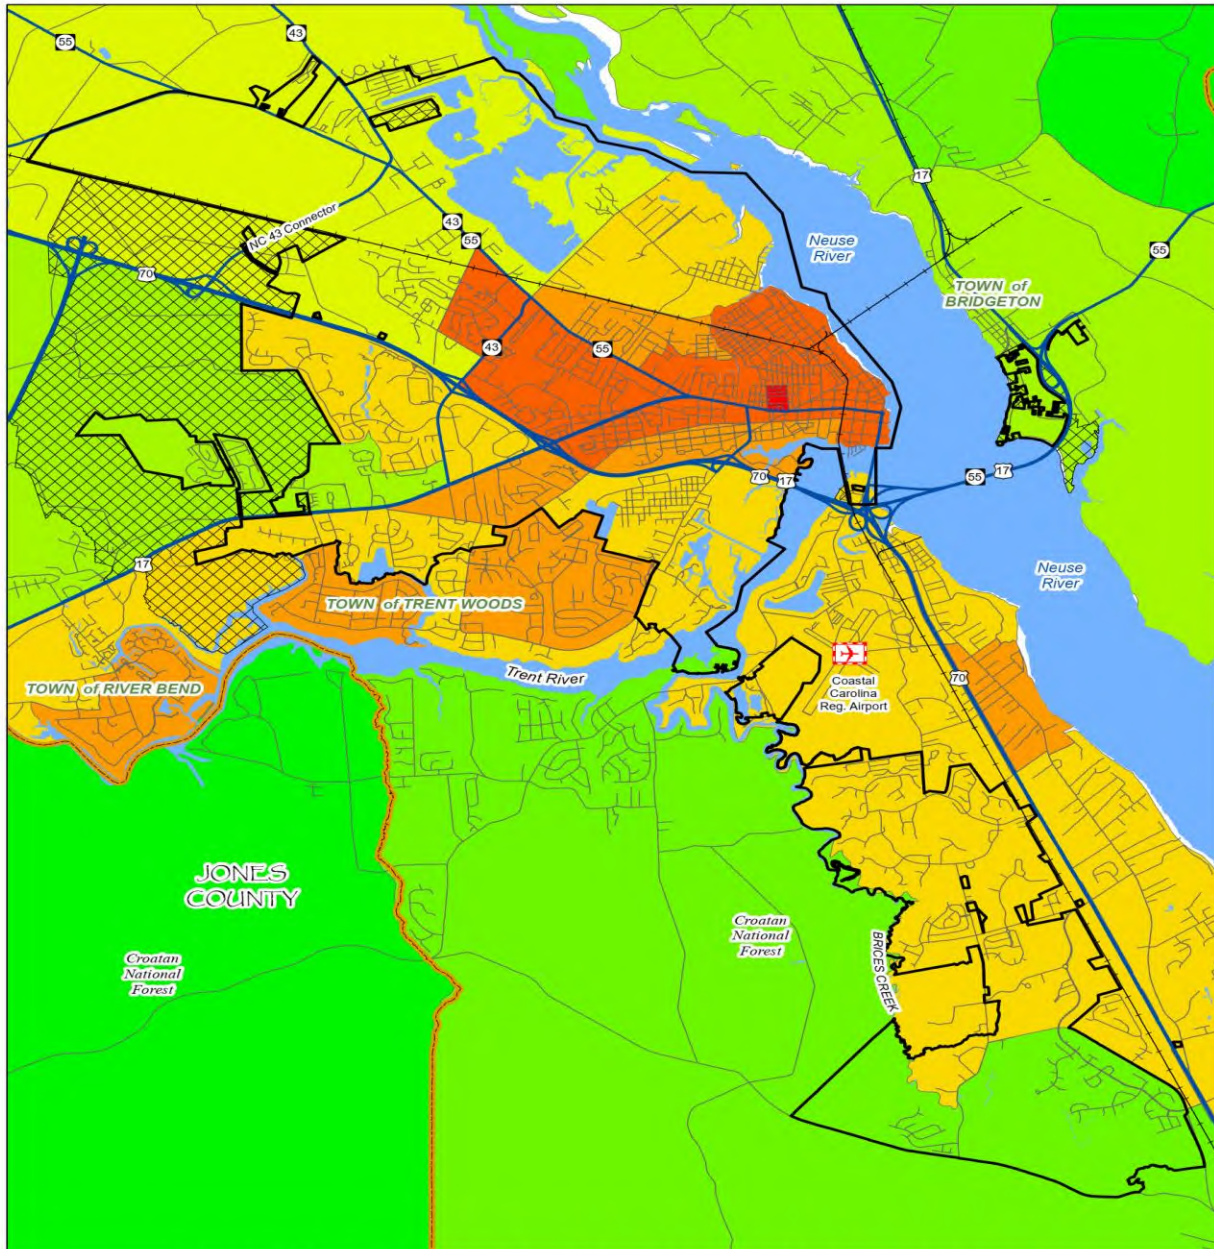 43
55
17
Neuse
River
43
55
NC 43 Connector
55
70
TOWN of
BRIDGETON
43
55
70
17
55
17
17
Neuse
River
TOWN of TRENT WOODS
Trent River
Coastal
Carolina
Reg. Airport
70
TOWN of RIVER BEND
JONES
COUNTY
Croatan
National
Forest
Croatan
National
Forest
BRICES CREEK